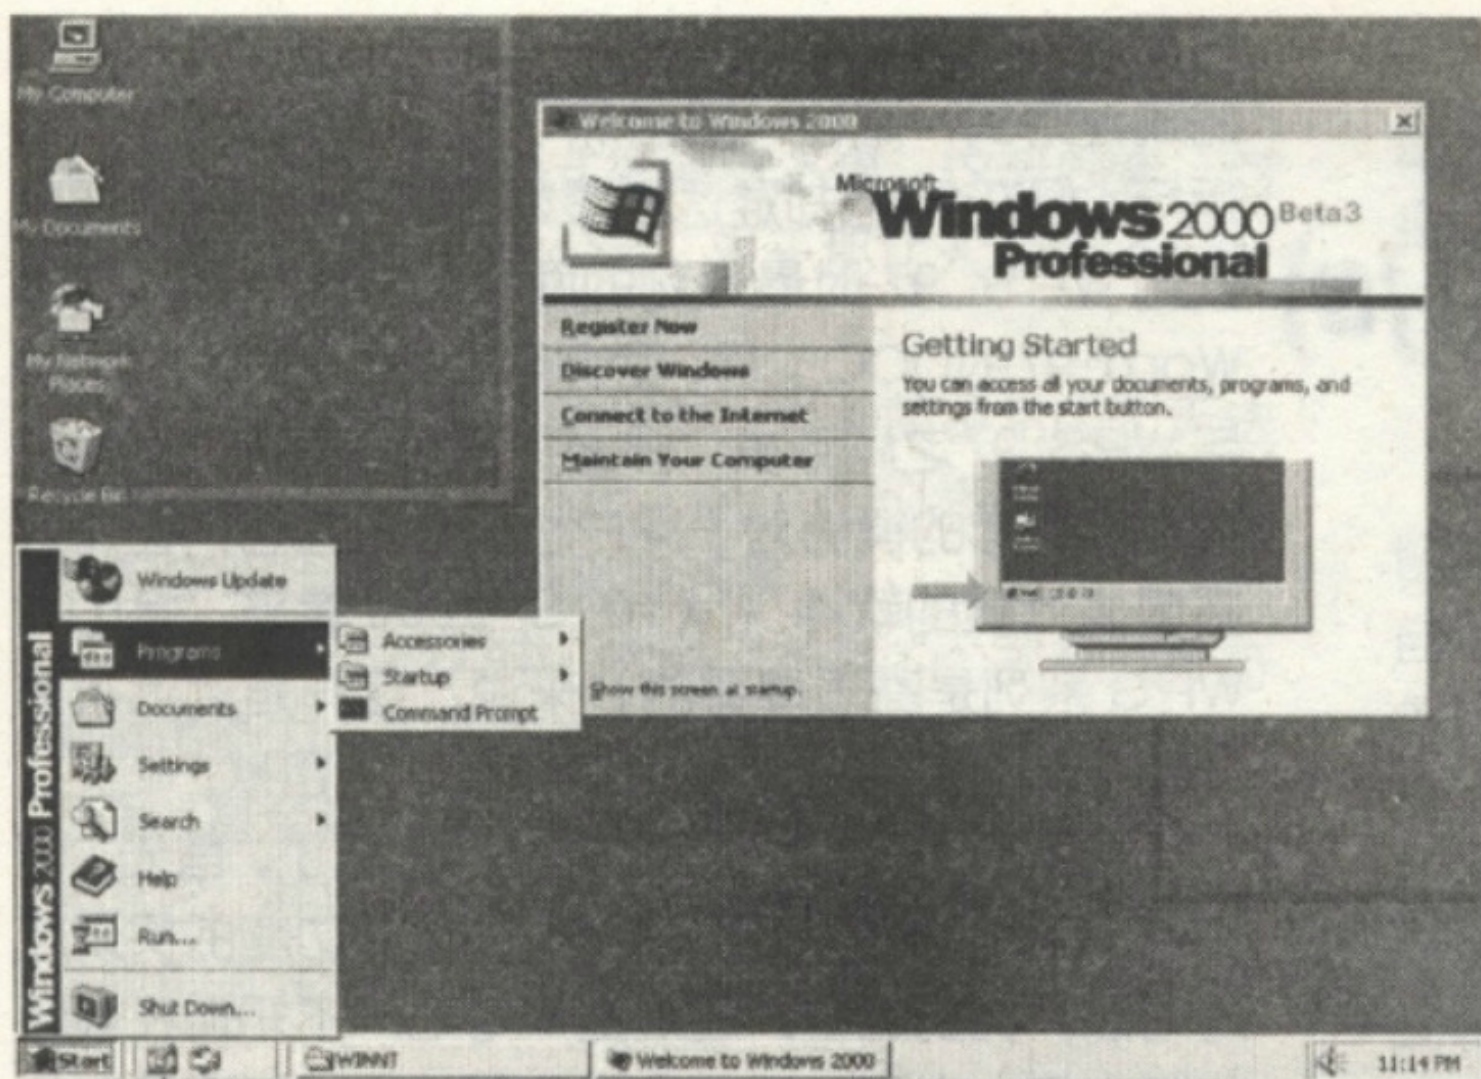 My Computer
My Documents
My Network
Places
Recycle Bin
Welcome to Windows 2000
Microsoft
Windows 2000 Beta3
Professional
Register Now
Discover Windows
Connect to the Internet
Maintain Your Computer
Show this screen at startup.
Getting Started
You can access all your documents, programs, and
settings from the start button.
Windows 2000 Professional
Windows Update
Programs
Documents
Settings
Search
Help
Run...
Shut Down...
Accessories
Startup
Command Prompt
Start
WINNT
Welcome to Windows 2000
11:14 PM